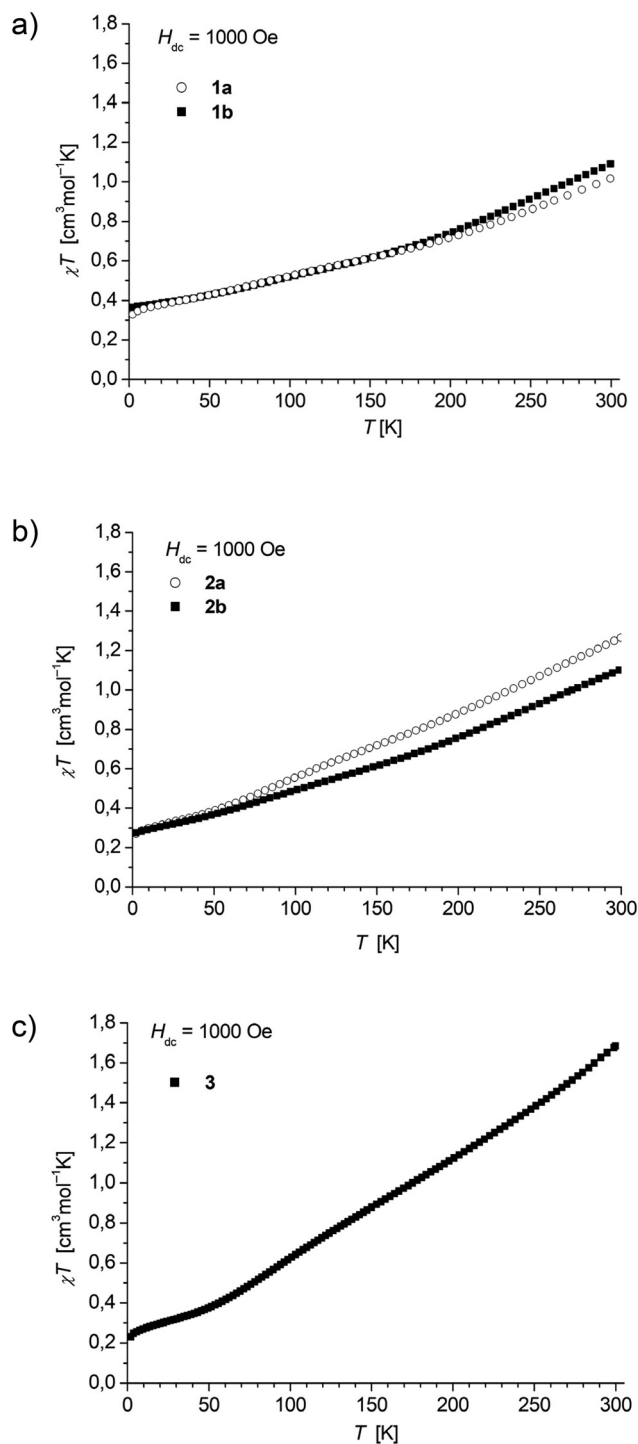 a)
H_dc = 1000 Oe
1a
1b
1,8
1,6
1,4
1,2
1,0
0,8
0,6
0,4
0,2
0,0
χT [cm³mol⁻¹K]
0 50 100 150 200 250 300
T [K]
b)
H_dc = 1000 Oe
2a
2b
1,8
1,6
1,4
1,2
1,0
0,8
0,6
0,4
0,2
0,0
χT [cm³mol⁻¹K]
0 50 100 150 200 250 300
T [K]
c)
H_dc = 1000 Oe
3
1,8
1,6
1,4
1,2
1,0
0,8
0,6
0,4
0,2
0,0
χT [cm³mol⁻¹K]
0 50 100 150 200 250 300
T [K]